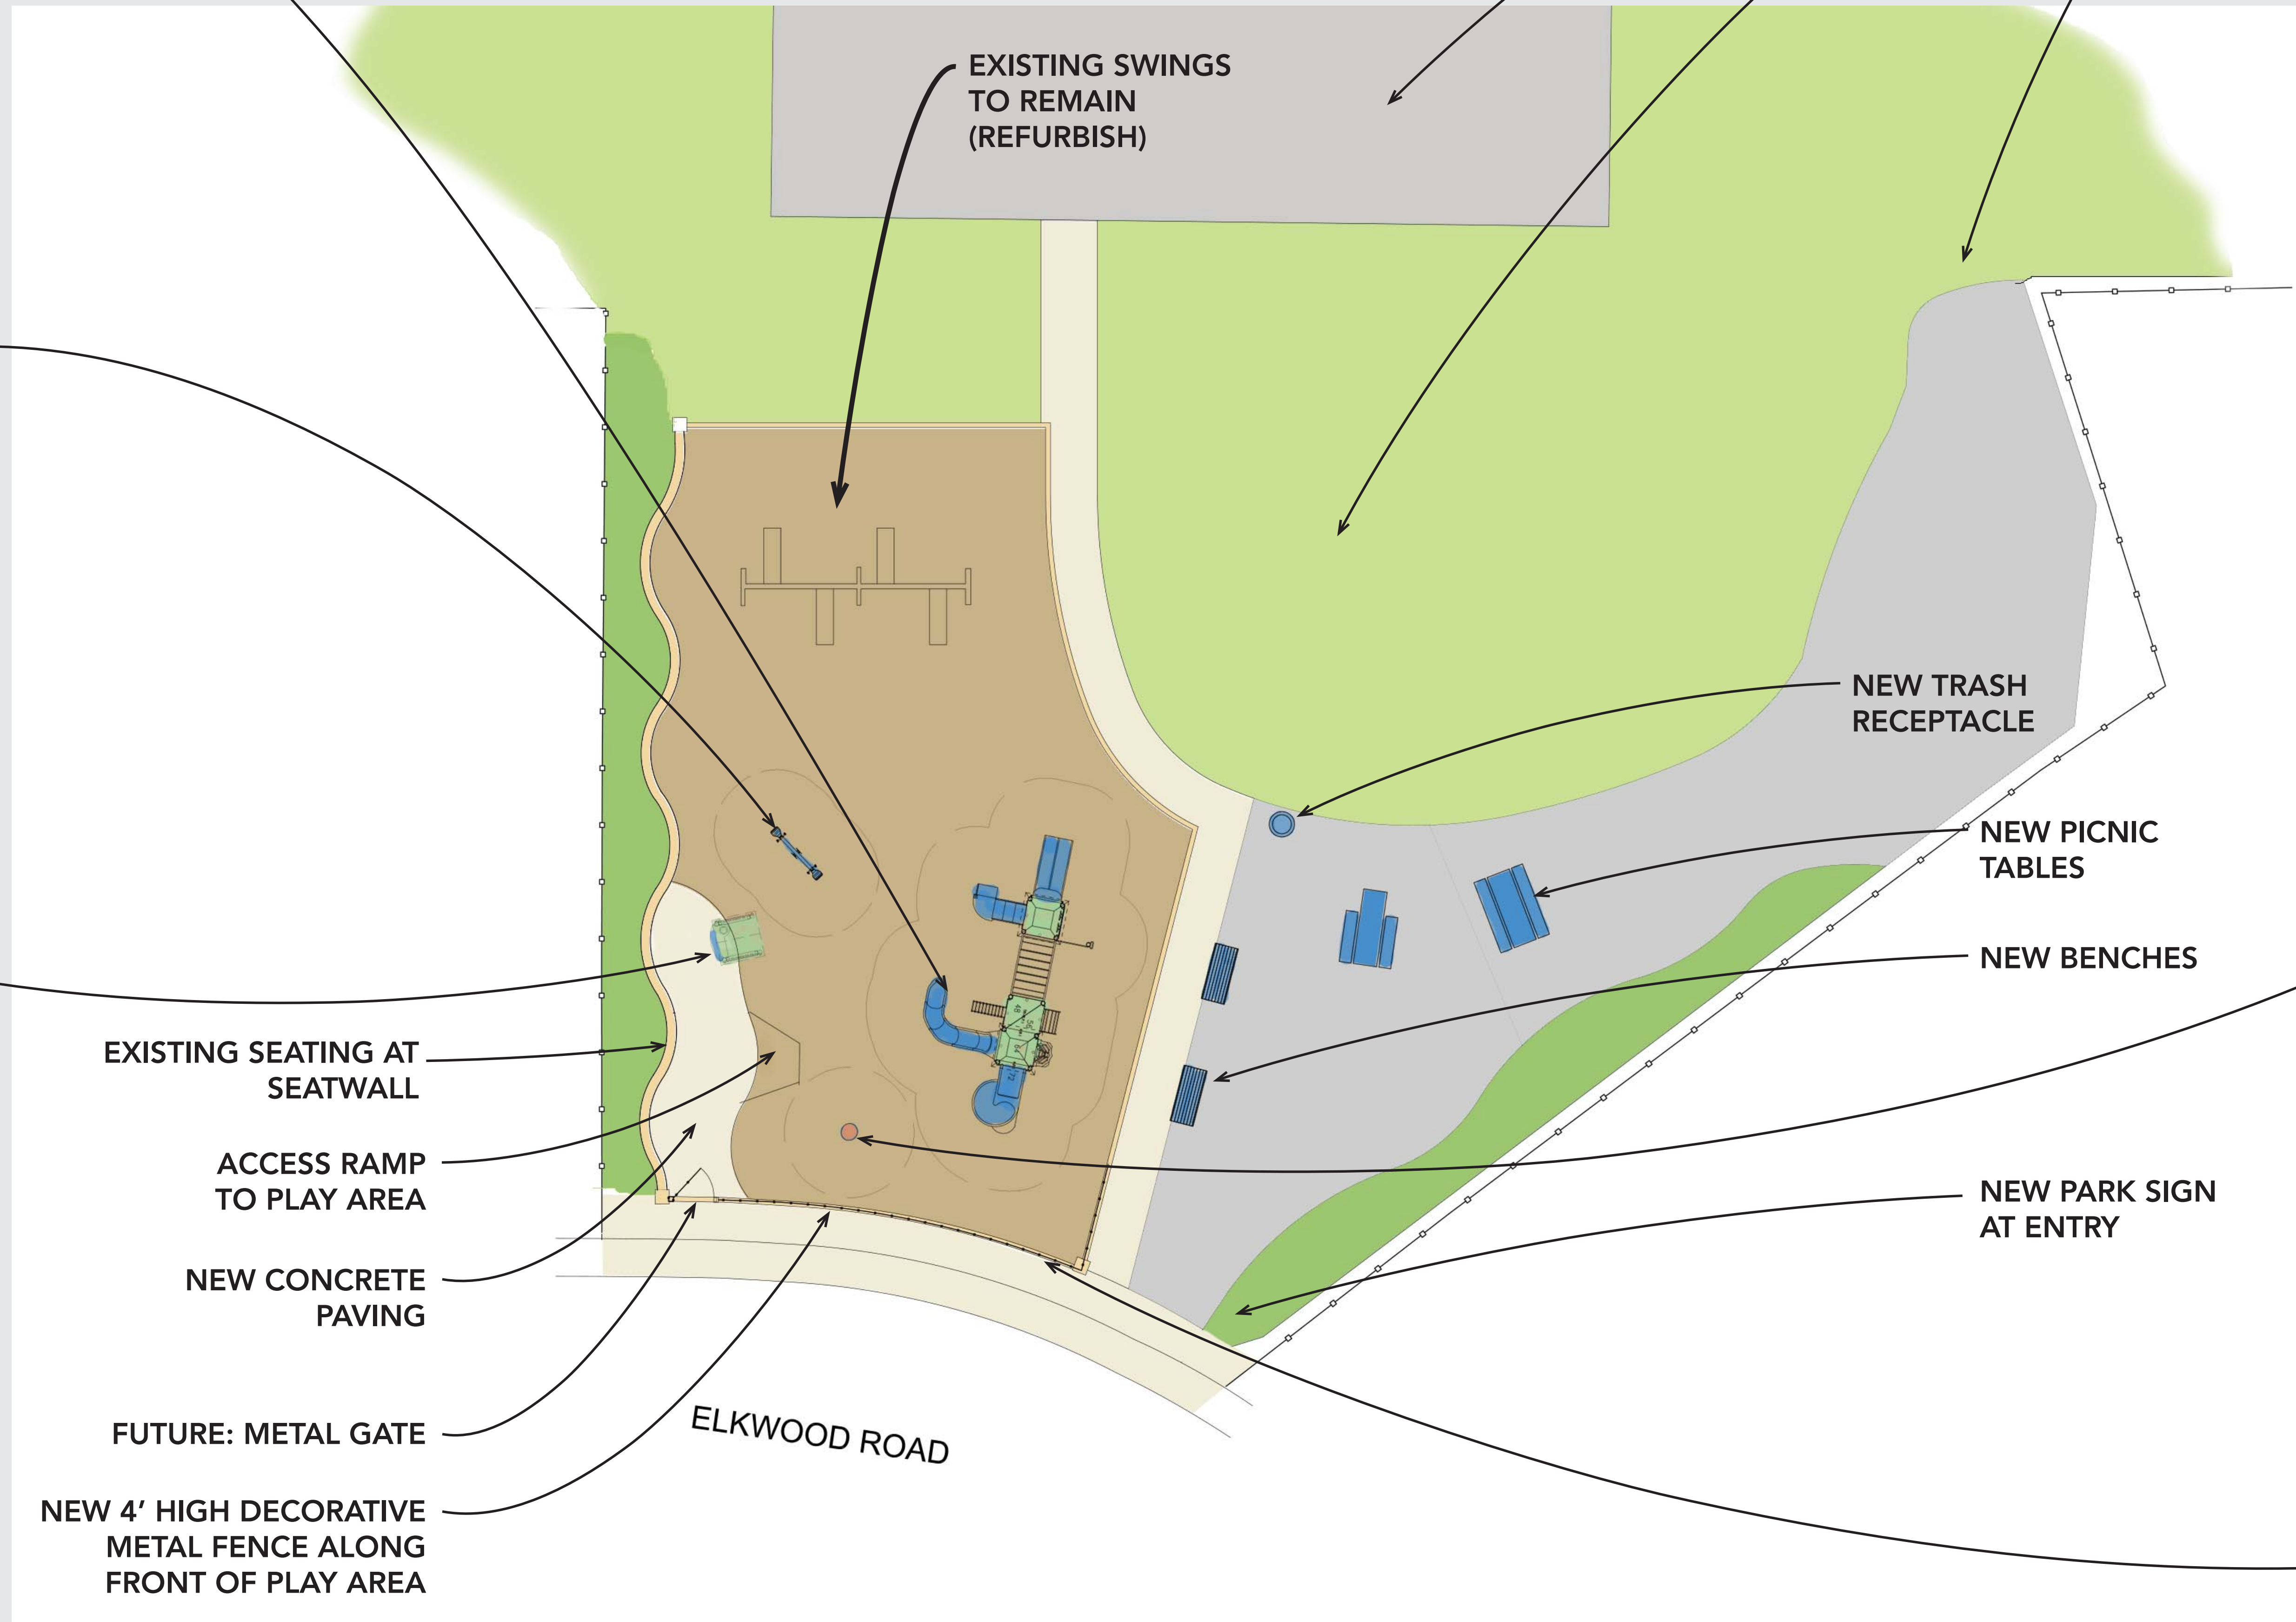 EXISTING SWINGS
TO REMAIN
(REFURBISH)
NEW TRASH
RECEPTACLE
NEW PICNIC
TABLES
NEW BENCHES
EXISTING SEATING AT
SEATWALL
ACCESS RAMP
TO PLAY AREA
NEW PARK SIGN
AT ENTRY
NEW CONCRETE
PAVING
FUTURE: METAL GATE
ELKWOOD ROAD
NEW 4’ HIGH DECORATIVE
METAL FENCE ALONG
FRONT OF PLAY AREA